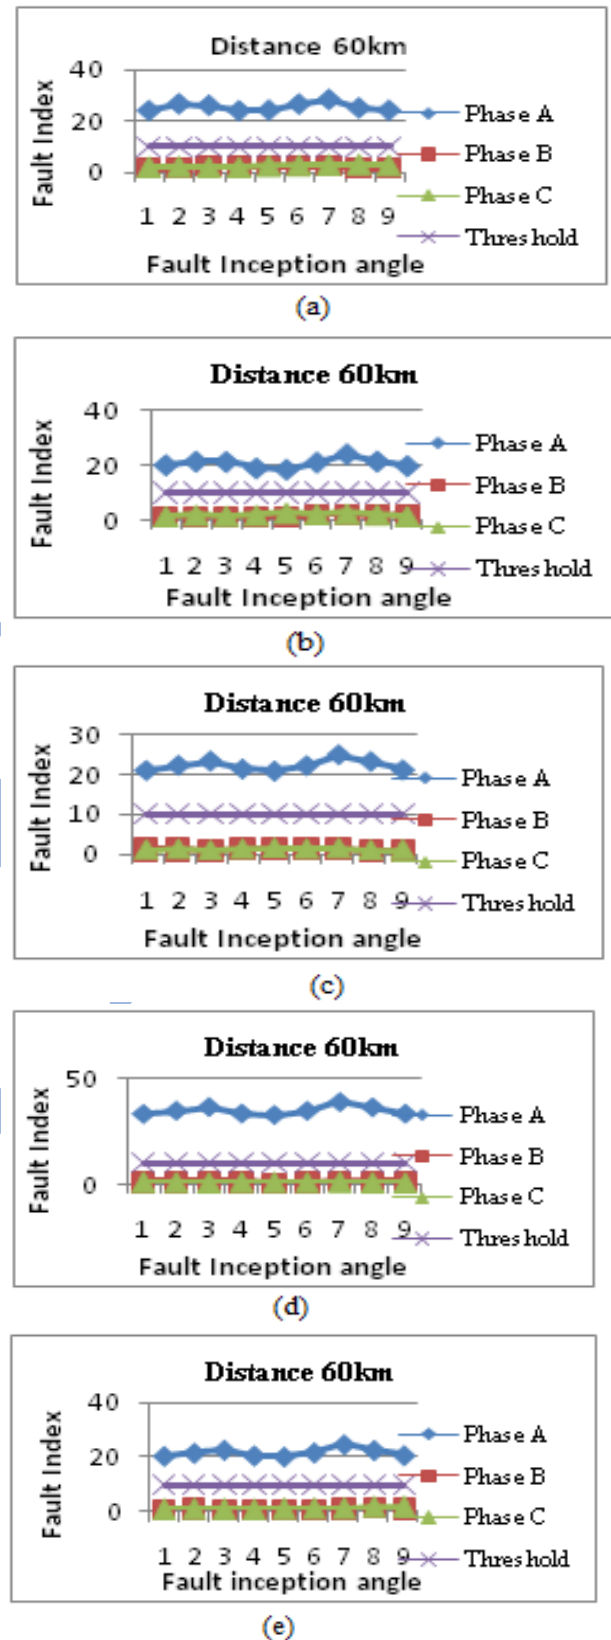 Distance 60km
40
20
0
Fault Index
1 2 3 4 5 6 7 8 9
Fault Inception angle
Phase A
Phase B
Phase C
Thres hold
(a)
Distance 60km
40
20
0
Fault Index
1 2 3 4 5 6 7 8 9
Fault Inception angle
Phase A
Phase B
Phase C
Thres hold
(b)
Distance 60km
30
20
10
0
Fault Index
1 2 3 4 5 6 7 8 9
Fault Inception angle
Phase A
Phase B
Phase C
Thres hold
(c)
Distance 60km
50
0
Fault Index
1 2 3 4 5 6 7 8 9
Fault Inception angle
Phase A
Phase B
Phase C
Thres hold
(d)
Distance 60km
40
20
0
Fault Index
1 2 3 4 5 6 7 8 9
Fault inception angle
Phase A
Phase B
Phase C
Thres hold
(e)